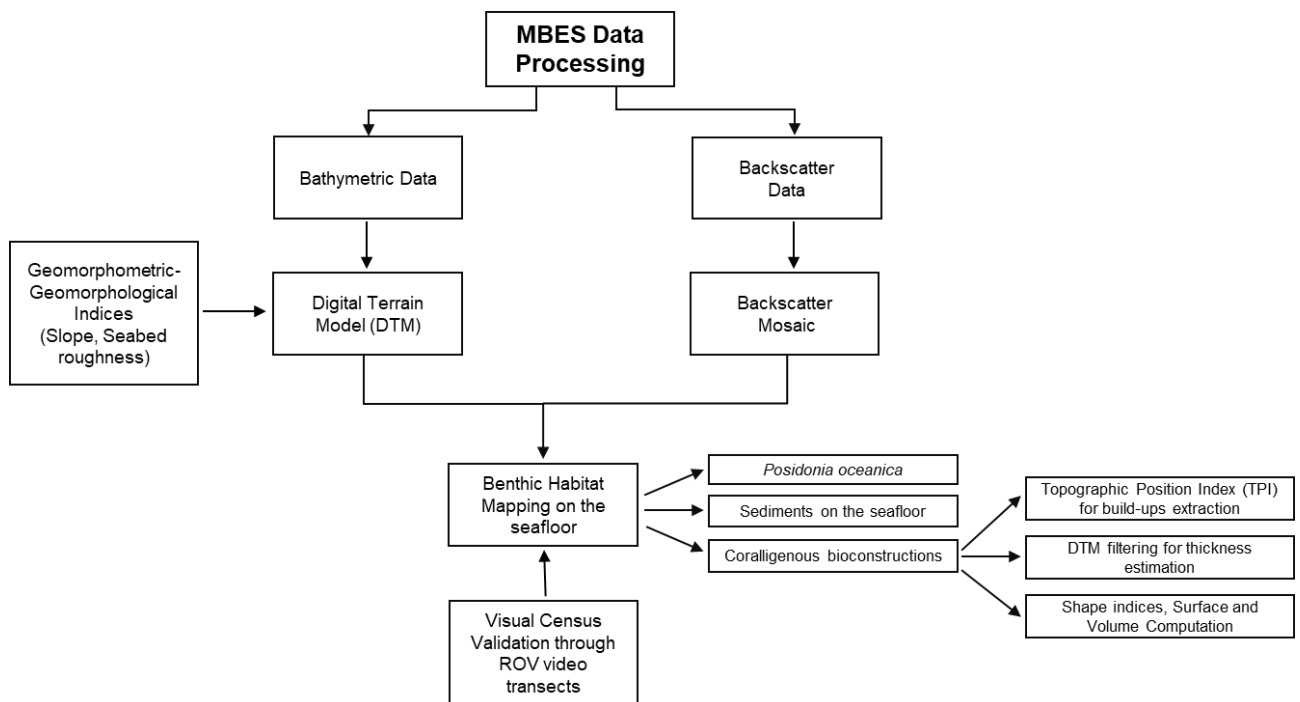 MBES Data
Processing
Bathymetric Data
Backscatter
Data
Geomorphometric-
Geomorphological
Indices
(Slope, Seabed
roughness)
Digital Terrain
Model (DTM)
Backscatter
Mosaic
Benthic Habitat
Mapping on the
seafloor
Posidonia oceanica
Sediments on the seafloor
Coralligenous bioconstructions
Topographic Position Index (TPI)
for build-ups extraction
DTM filtering for thickness
estimation
Shape indices, Surface and
Volume Computation
Visual Census
Validation through
ROV video
transects